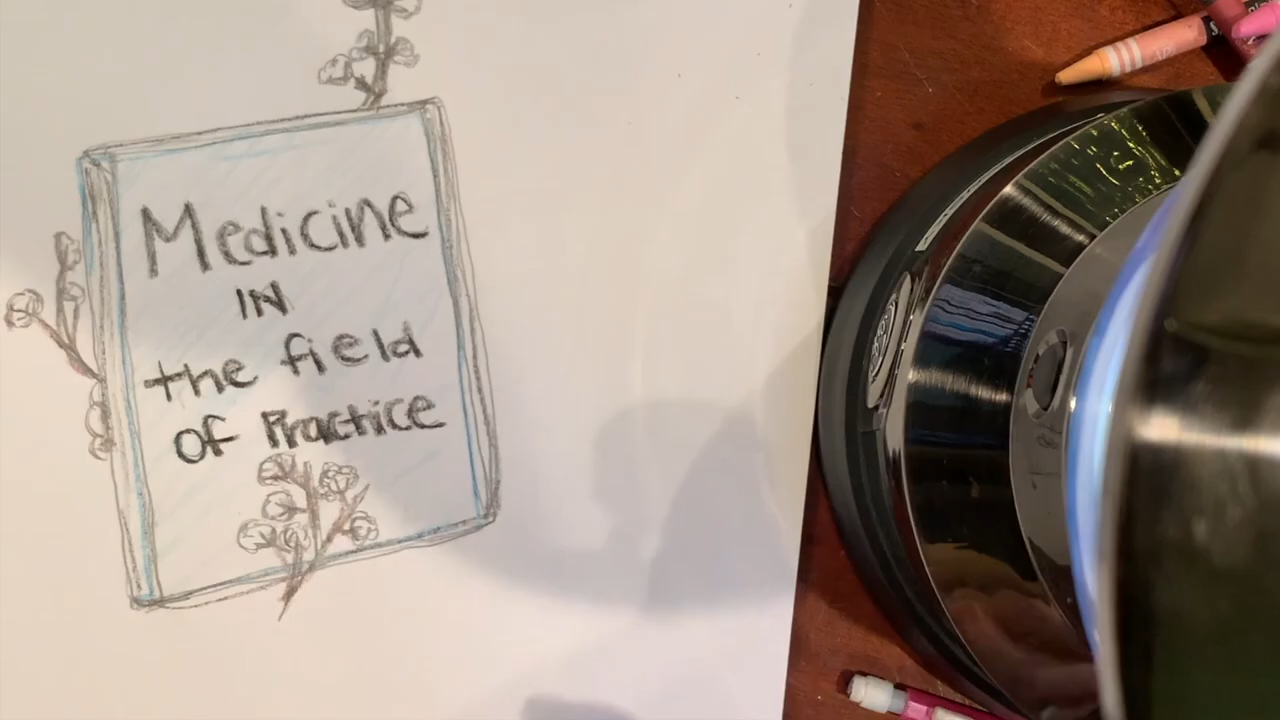 Medicine
IN
the field
of Practice